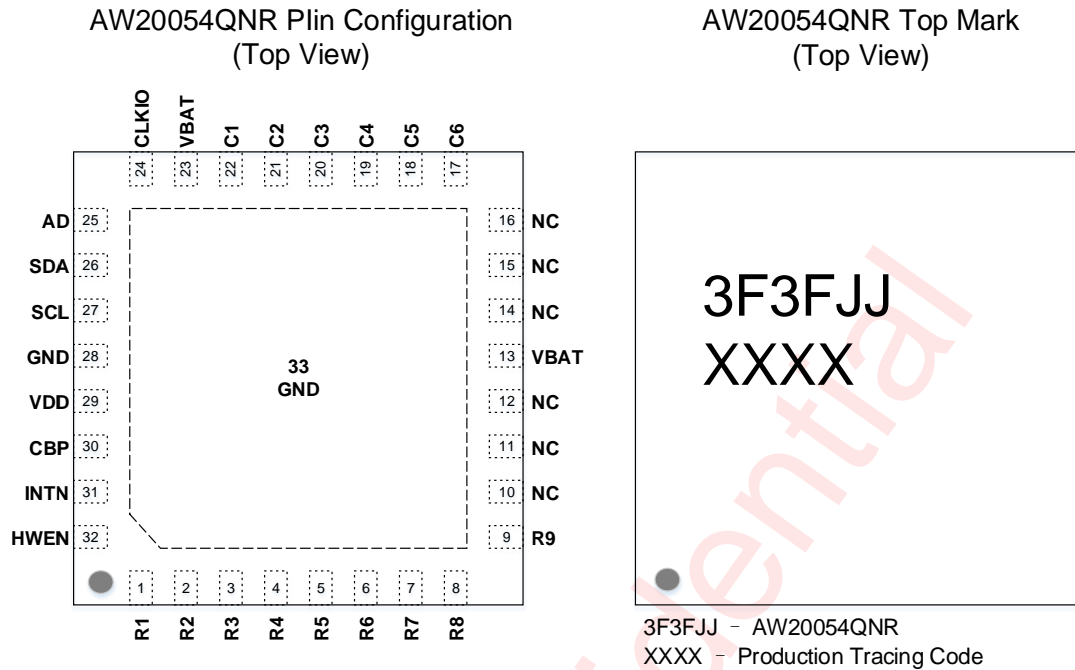 AW20054QNR PIin Configuration
(Top View)
AW20054QNR Top Mark
(Top View)
CLKIO VBAT C1 C2 C3 C4 C5 C6
24 23 22 21 20 19 18 17
AD 25
SDA 26
SCL 27
GND 28
VDD 29
CBP 30
INTN 31
HWEN 32
33
GND
16 NC
15 NC
14 NC
13 VBAT
12 NC
11 NC
10 NC
9 R9
1 2 3 4 5 6 7 8
R1 R2 R3 R4 R5 R6 R7 R8
3F3FJJ
XXXX
3F3FJJ – AW20054QNR
XXXX – Production Tracing Code
dential